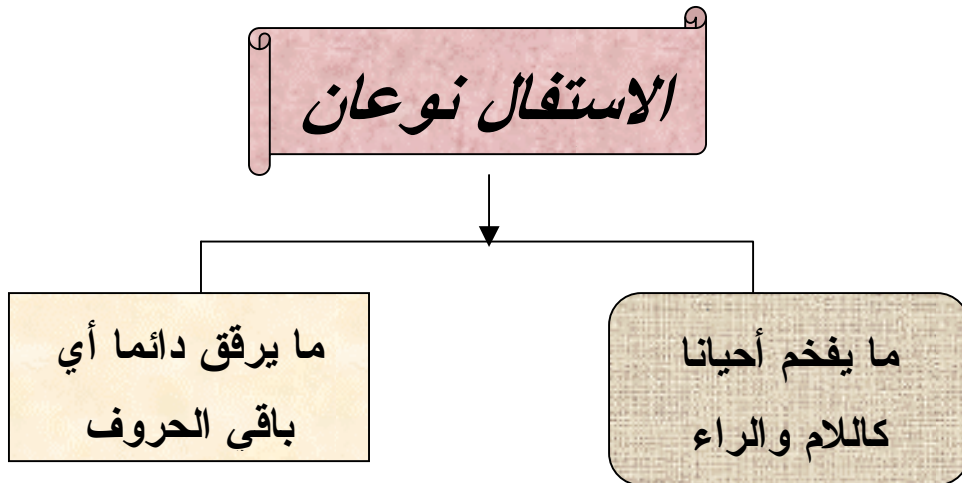 الاستفال نوعان
ما يفخم أحيانا
كاللام والراء
ما يرقق دائما أي
باقي الحروف